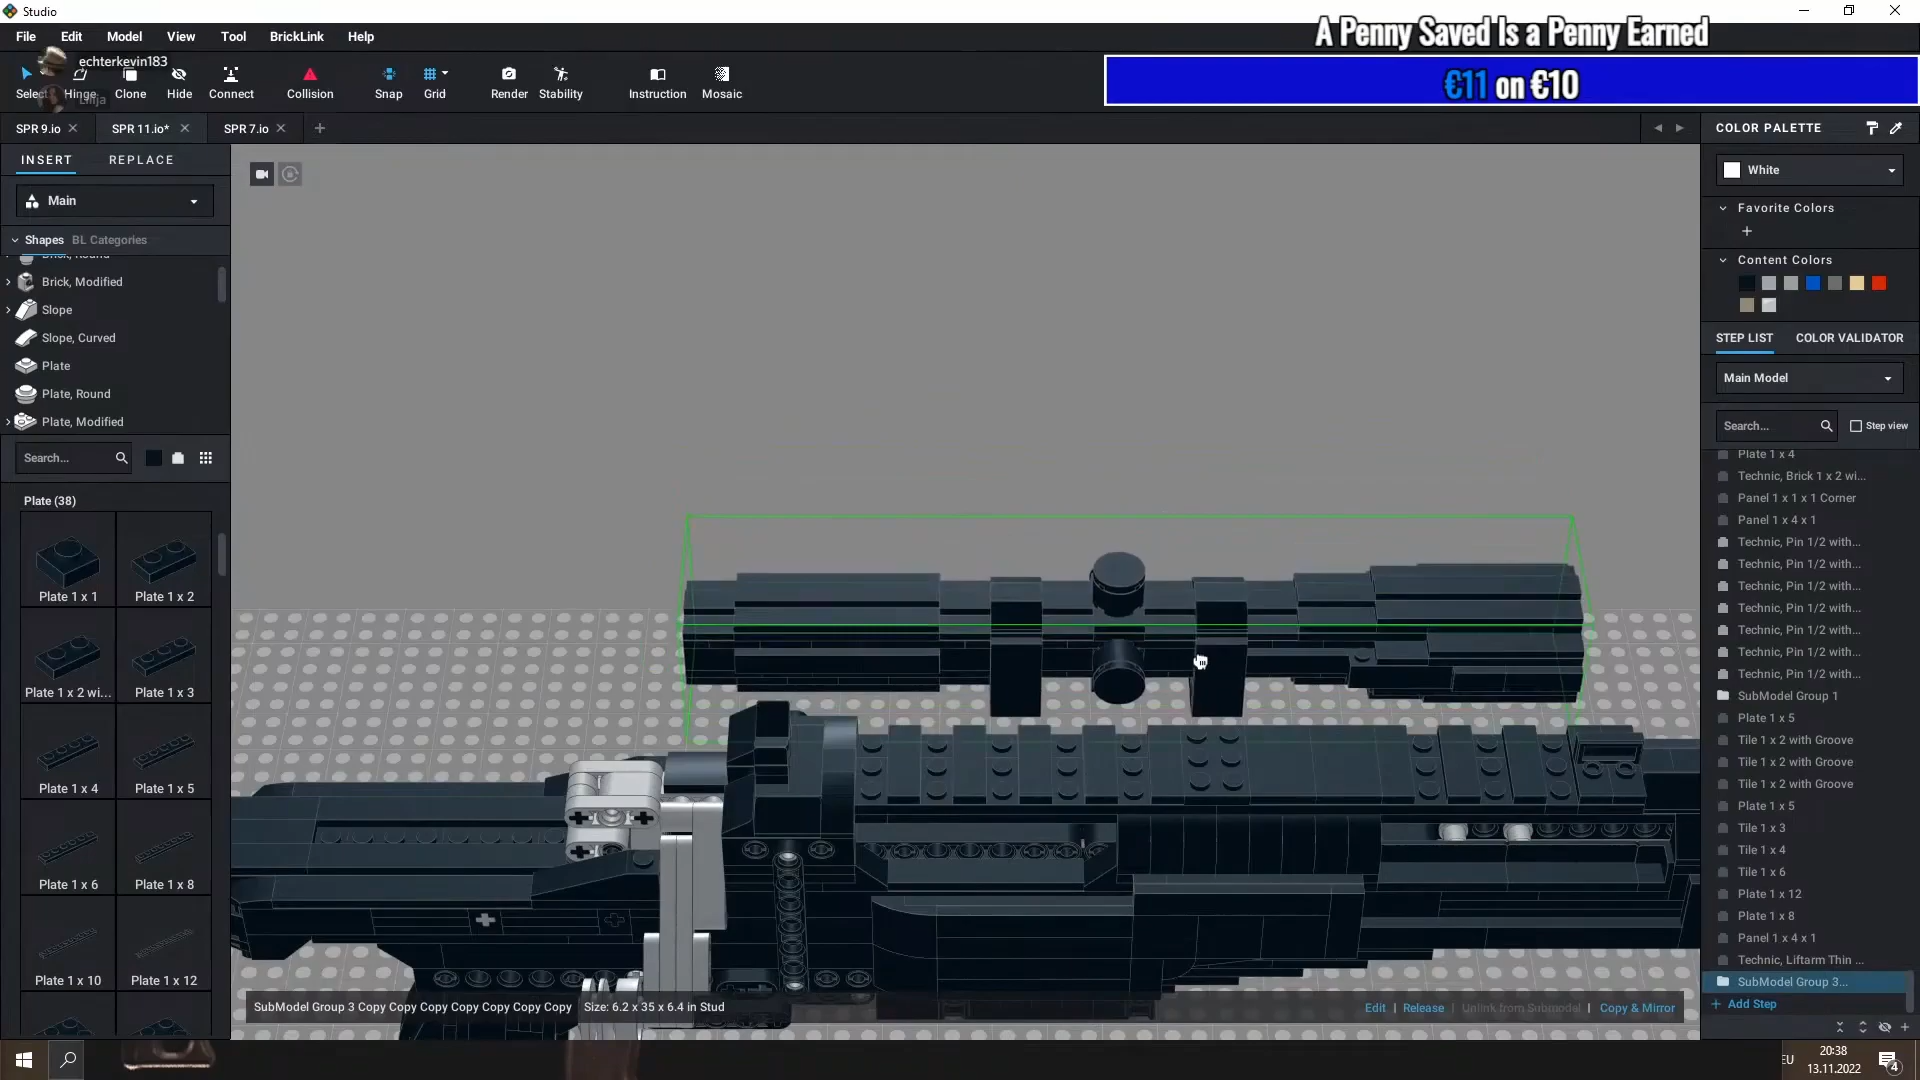 Studio
A Penny Saved Is a Penny Earned
File Edit Model View Tool BrickLink Help
echterkevin183
€11 on €10
Select Hinge Clone Hide Connect Collision Snap Grid Render Stability Instruction Mosaic
Lilija
SPR 9.io SPR 11.io* SPR 7.io
COLOR PALETTE
INSERT REPLACE
White
Main
Favorite Colors
Shapes BL Categories
Content Colors
Brick, Round
Brick, Modified
Slope
Slope, Curved
STEP LIST COLOR VALIDATOR
Plate
Main Model
Plate, Round
Plate, Modified
Search... Step view
Search...
Plate 1 x 4
Technic, Brick 1 x 2 wi...
Plate (38)
Panel 1 x 1 x 1 Corner
Panel 1 x 4 x 1
Technic, Pin 1/2 with...
Technic, Pin 1/2 with...
Technic, Pin 1/2 with...
Plate 1 x 1 Plate 1 x 2
Technic, Pin 1/2 with...
Technic, Pin 1/2 with...
Technic, Pin 1/2 with...
Technic, Pin 1/2 with...
Plate 1 x 2 wi... Plate 1 x 3
SubModel Group 1
Plate 1 x 5
Tile 1 x 2 with Groove
Tile 1 x 2 with Groove
Tile 1 x 2 with Groove
Plate 1 x 4 Plate 1 x 5
Plate 1 x 5
Tile 1 x 3
Tile 1 x 4
Tile 1 x 6
Plate 1 x 6 Plate 1 x 8
Plate 1 x 12
Plate 1 x 8
Panel 1 x 4 x 1
Technic, Liftarm Thin ...
Plate 1 x 10 Plate 1 x 12
SubModel Group 3...
Add Step
SubModel Group 3 Copy Copy Copy Copy Copy Copy Copy Size: 6.2 x 35 x 6.4 in Stud
Edit | Release | Unlink from Submodel | Copy & Mirror
EU 20:38
13.11.2022
4